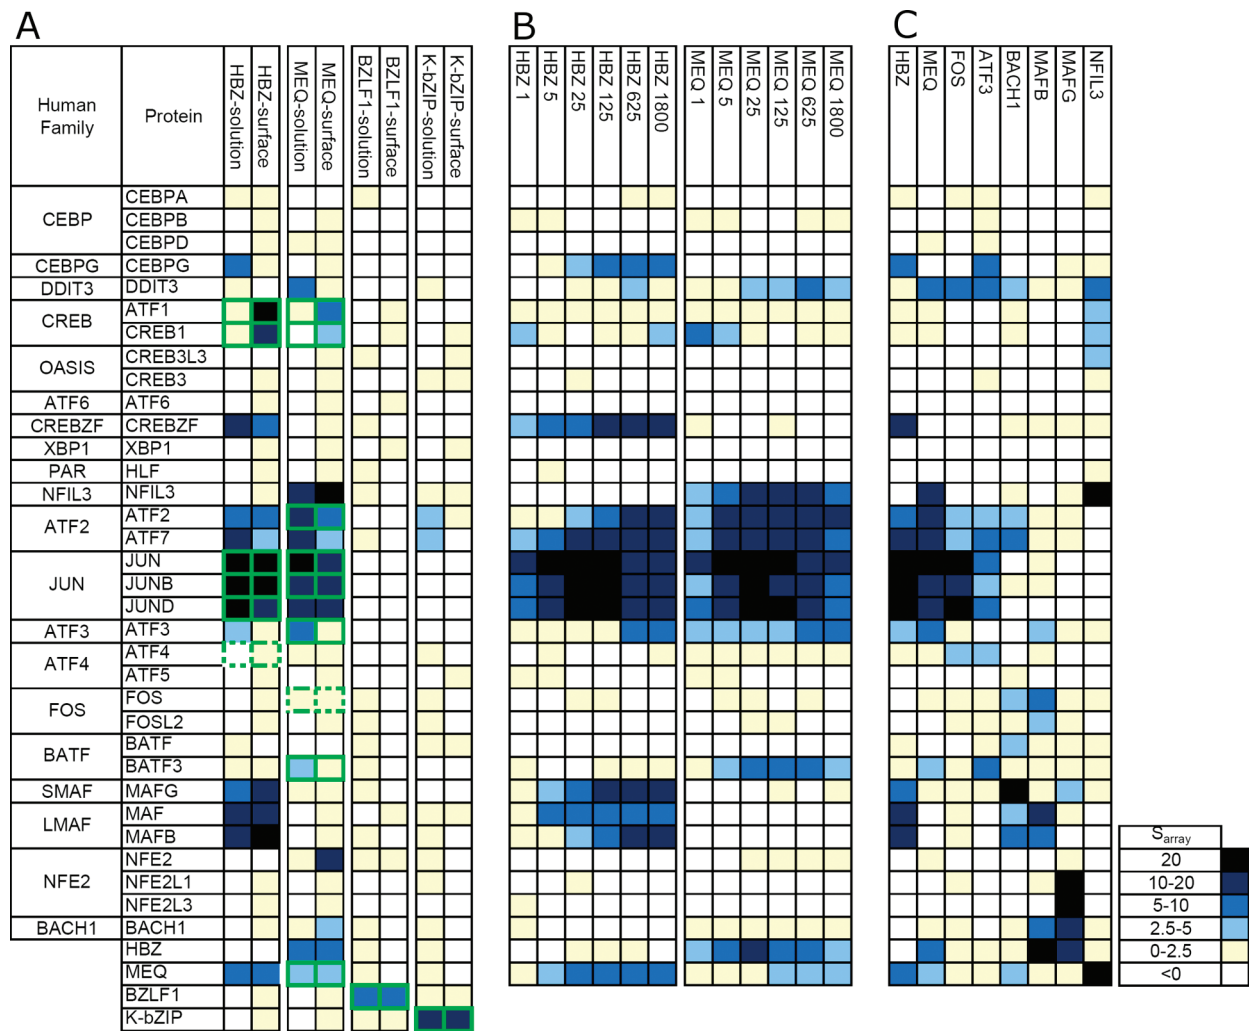 A
B
C
Human
Family
Protein
HBZ-solution
HBZ-surface
MEQ-solution
MEQ-surface
BZLF1-solution
BZLF1-surface
K-bZIP-solution
K-bZIP-surface
HBZ 1
HBZ 5
HBZ 25
HBZ 125
HBZ 625
HBZ 1800
MEQ 1
MEQ 5
MEQ 25
MEQ 125
MEQ 625
MEQ 1800
HBZ
MEQ
FOS
ATF3
BACH1
MAFB
MAFG
NFIL3
CEBP
CEBPA
CEBPB
CEBPD
CEBPG CEBPG
DDIT3 DDIT3
CREB
ATF1
CREB1
OASIS
CREB3L3
CREB3
ATF6 ATF6
CREBZF CREBZF
XBP1 XBP1
PAR HLF
NFIL3 NFIL3
ATF2
ATF2
ATF7
JUN
JUN
JUNB
JUND
ATF3 ATF3
ATF4
ATF4
ATF5
FOS
FOS
FOSL2
BATF
BATF
BATF3
SMAF MAFG
LMAF
MAF
MAFB
NFE2
NFE2
NFE2L1
NFE2L3
BACH1 BACH1
HBZ
MEQ
BZLF1
K-bZIP
Sarray
20
10-20
5-10
2.5-5
0-2.5
<0